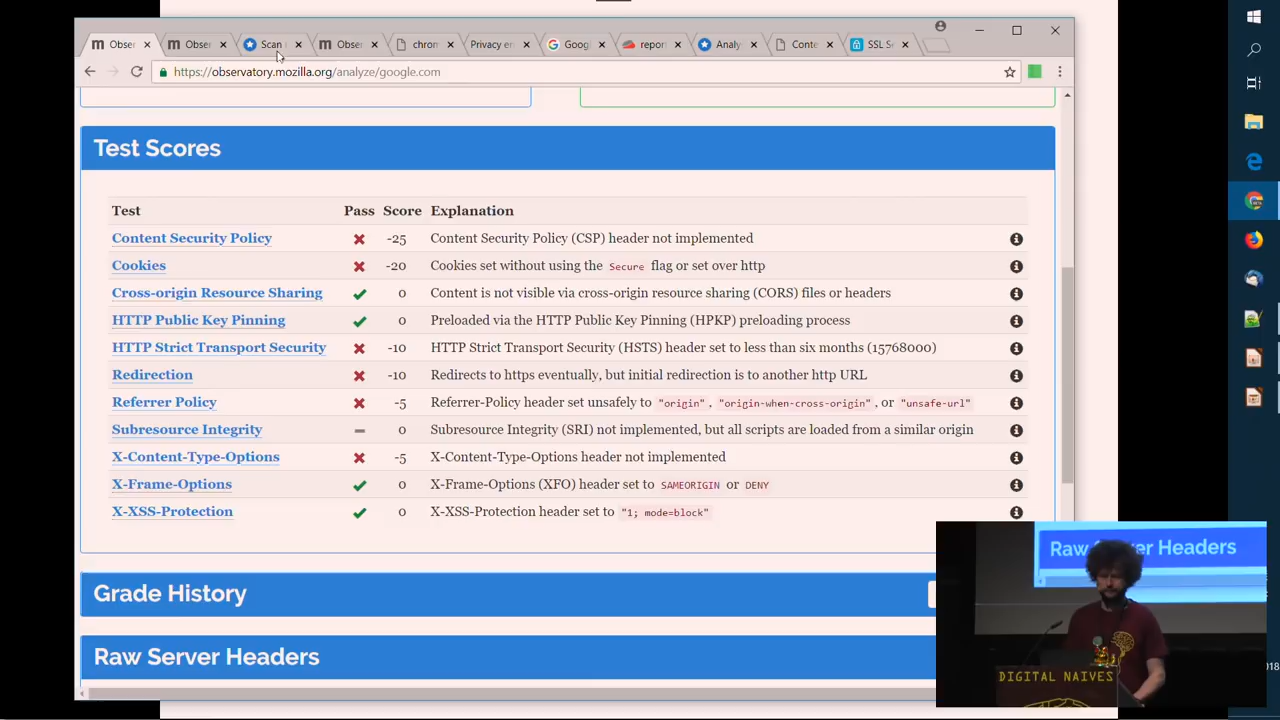 Obser
Obser
Scan
Obser
chrom
Privacy en
Googl
report
Analy
Conte
SSL Se
https://observatory.mozilla.org/analyze/google.com
Test Scores
Test Pass Score Explanation
Content Security Policy -25 Content Security Policy (CSP) header not implemented
Cookies -20 Cookies set without using the Secure flag or set over http
Cross-origin Resource Sharing 0 Content is not visible via cross-origin resource sharing (CORS) files or headers
HTTP Public Key Pinning 0 Preloaded via the HTTP Public Key Pinning (HPKP) preloading process
HTTP Strict Transport Security -10 HTTP Strict Transport Security (HSTS) header set to less than six months (15768000)
Redirection -10 Redirects to https eventually, but initial redirection is to another http URL
Referrer Policy -5 Referrer-Policy header set unsafely to "origin", "origin-when-cross-origin", or "unsafe-url"
Subresource Integrity 0 Subresource Integrity (SRI) not implemented, but all scripts are loaded from a similar origin
X-Content-Type-Options -5 X-Content-Type-Options header not implemented
X-Frame-Options 0 X-Frame-Options (XFO) header set to SAMEORIGIN or DENY
X-XSS-Protection 0 X-XSS-Protection header set to "1; mode=block"
Grade History
Raw Server Headers
Raw Server Headers
DIGITAL NAIVES
018